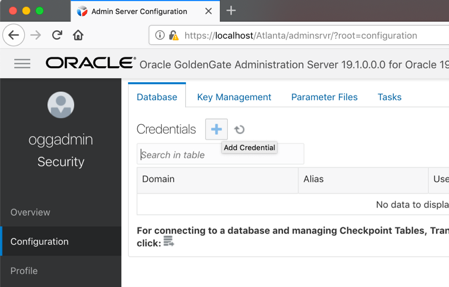 Admin Server Configuration
https://localhost/Atlanta/adminsrvr/?root=configuration
ORACLE® Oracle GoldenGate Administration Server 19.1.0.0.0 for Oracle 19
oggadmin
Security
Overview
Configuration
Profile
Database Key Management Parameter Files Tasks
Credentials
Add Credential
Search in table
Domain Alias Use
No data to displa
For connecting to a database and managing Checkpoint Tables, Tran
click: